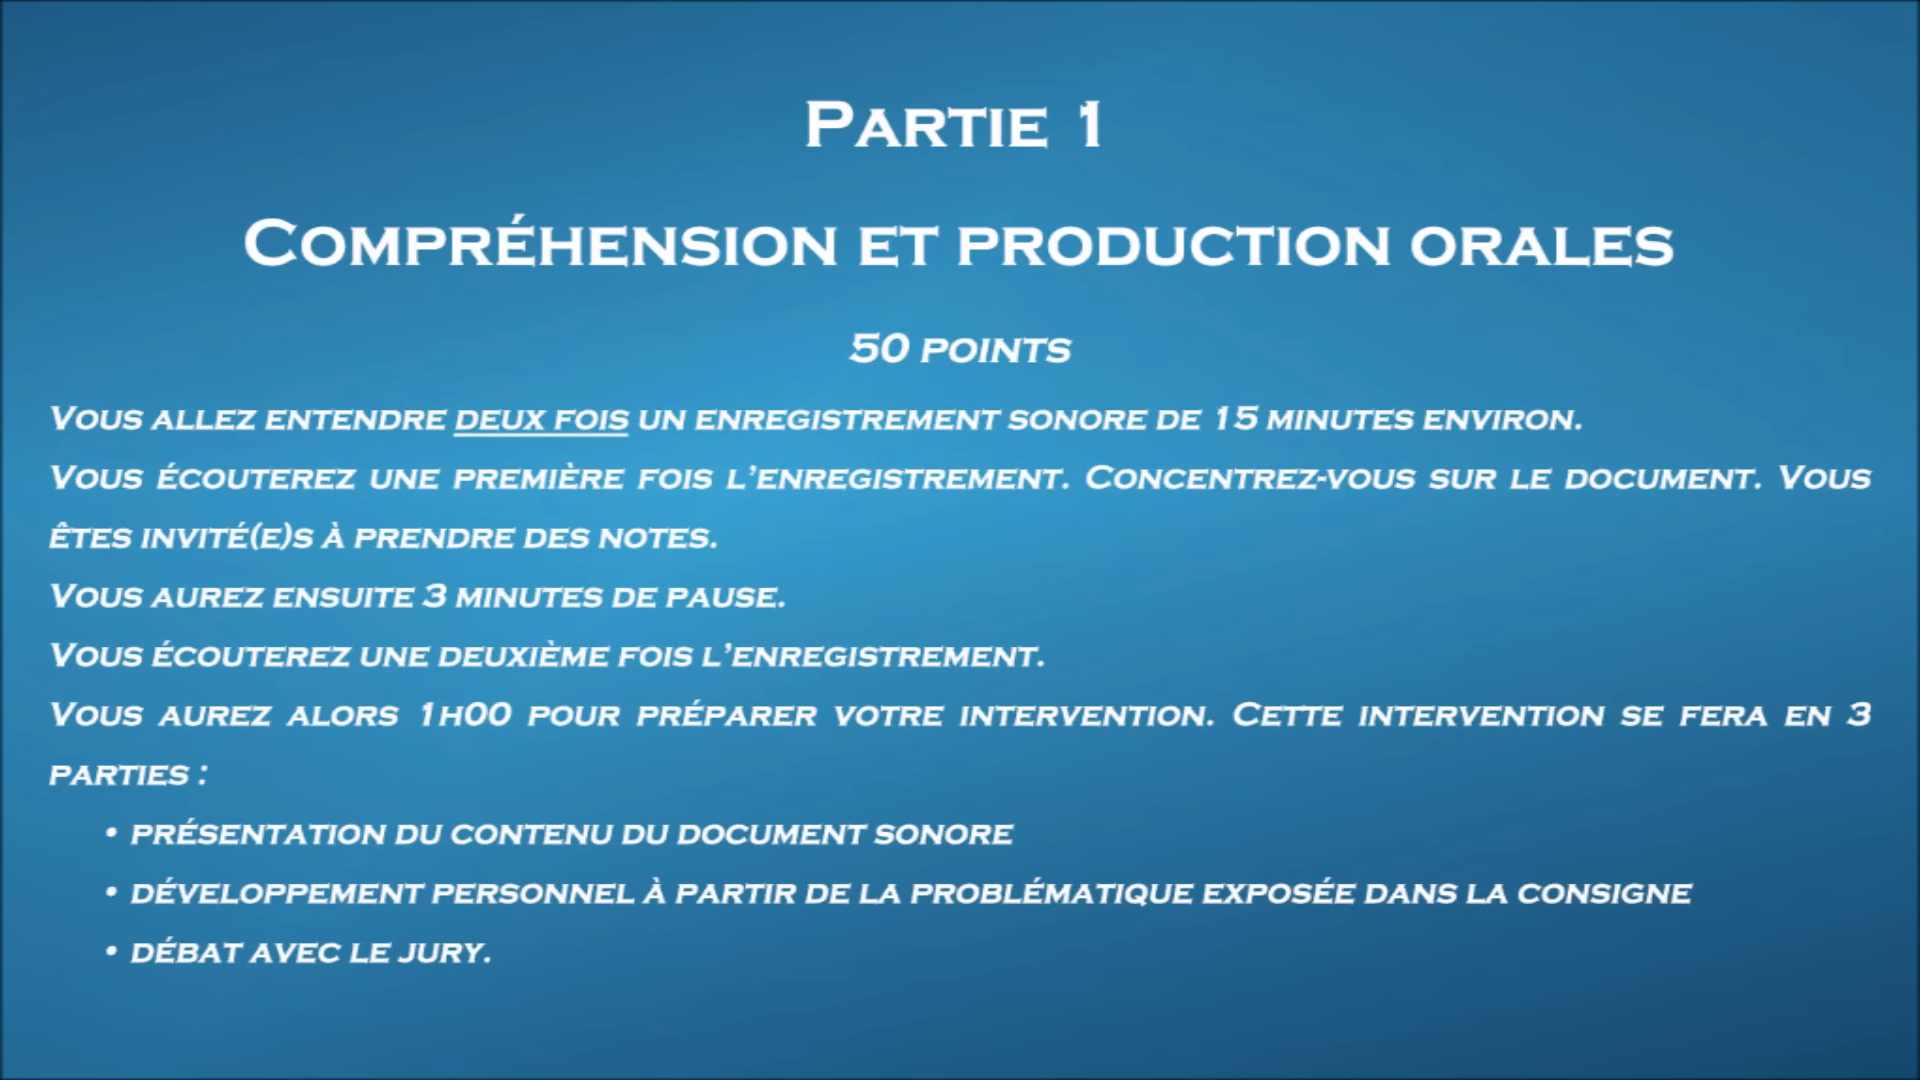 Partie 1
Compréhension et production orales
50 points
Vous allez entendre deux fois un enregistrement sonore de 15 minutes environ.
Vous écouterez une première fois l'enregistrement. Concentrez-vous sur le document. Vous
êtes invité(e)s à prendre des notes.
Vous aurez ensuite 3 minutes de pause.
Vous écouterez une deuxième fois l'enregistrement.
Vous aurez alors 1h00 pour préparer votre intervention. Cette intervention se fera en 3
parties :
• présentation du contenu du document sonore
• développement personnel à partir de la problématique exposée dans la consigne
• débat avec le jury.